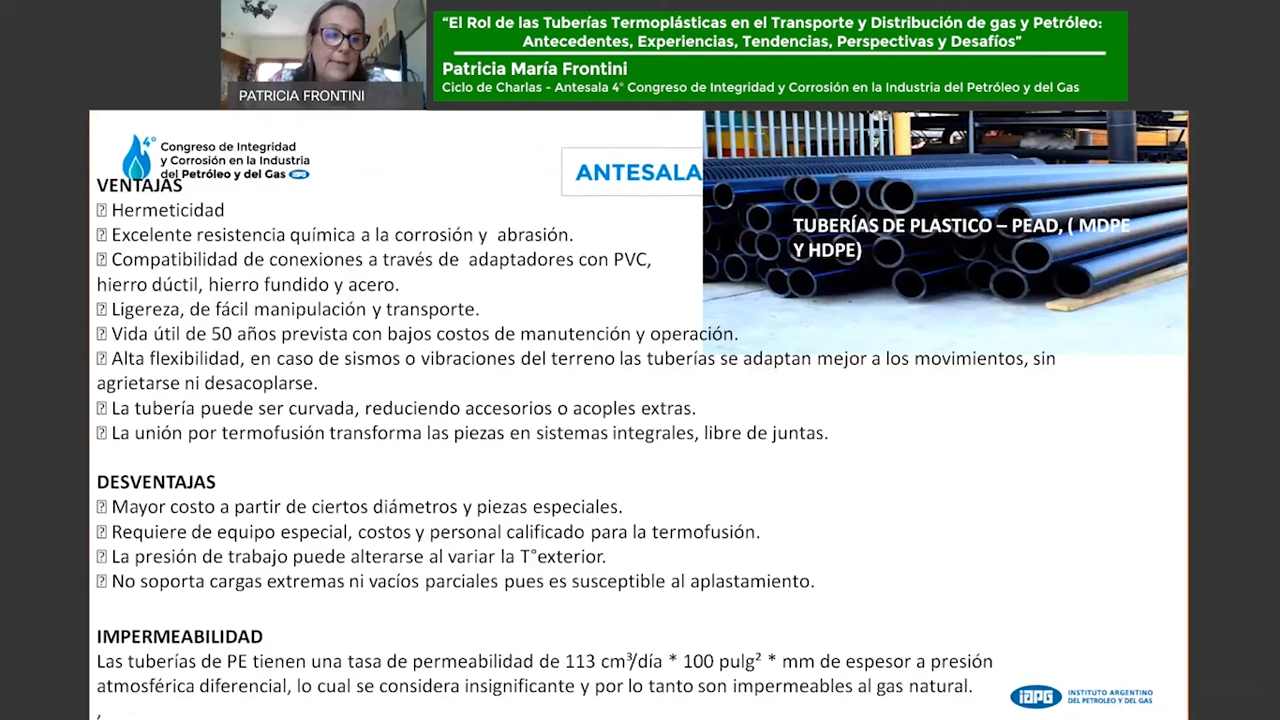 “El Rol de las Tuberías Termoplásticas en el Transporte y Distribución de gas y Petróleo:
Antecedentes, Experiencias, Tendencias, Perspectivas y Desafíos”
Patricia María Frontini
Ciclo de Charlas - Antesala 4° Congreso de Integridad y Corrosión en la Industria del Petróleo y del Gas
PATRICIA FRONTINI
4°
Congreso de Integridad
y Corrosión en la Industria
del Petróleo y del Gas iapg
ANTESALA
TUBERÍAS DE PLASTICO – PEAD, ( MDPE
Y HDPE)
VENTAJAS
Hermeticidad
Excelente resistencia química a la corrosión y abrasión.
Compatibilidad de conexiones a través de adaptadores con PVC,
hierro dúctil, hierro fundido y acero.
Ligereza, de fácil manipulación y transporte.
Vida útil de 50 años prevista con bajos costos de manutención y operación.
Alta flexibilidad, en caso de sismos o vibraciones del terreno las tuberías se adaptan mejor a los movimientos, sin
agrietarse ni desacoplarse.
La tubería puede ser curvada, reduciendo accesorios o acoples extras.
La unión por termofusión transforma las piezas en sistemas integrales, libre de juntas.
DESVENTAJAS
Mayor costo a partir de ciertos diámetros y piezas especiales.
Requiere de equipo especial, costos y personal calificado para la termofusión.
La presión de trabajo puede alterarse al variar la T°exterior.
No soporta cargas extremas ni vacíos parciales pues es susceptible al aplastamiento.
IMPERMEABILIDAD
Las tuberías de PE tienen una tasa de permeabilidad de 113 cm³/día * 100 pulg² * mm de espesor a presión
atmosférica diferencial, lo cual se considera insignificante y por lo tanto son impermeables al gas natural.
,
iapg
INSTITUTO ARGENTINO
DEL PETROLEO Y DEL GAS